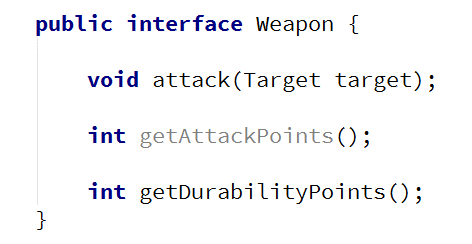 public interface Weapon {
void attack(Target target);
int getAttackPoints();
int getDurabilityPoints();
}